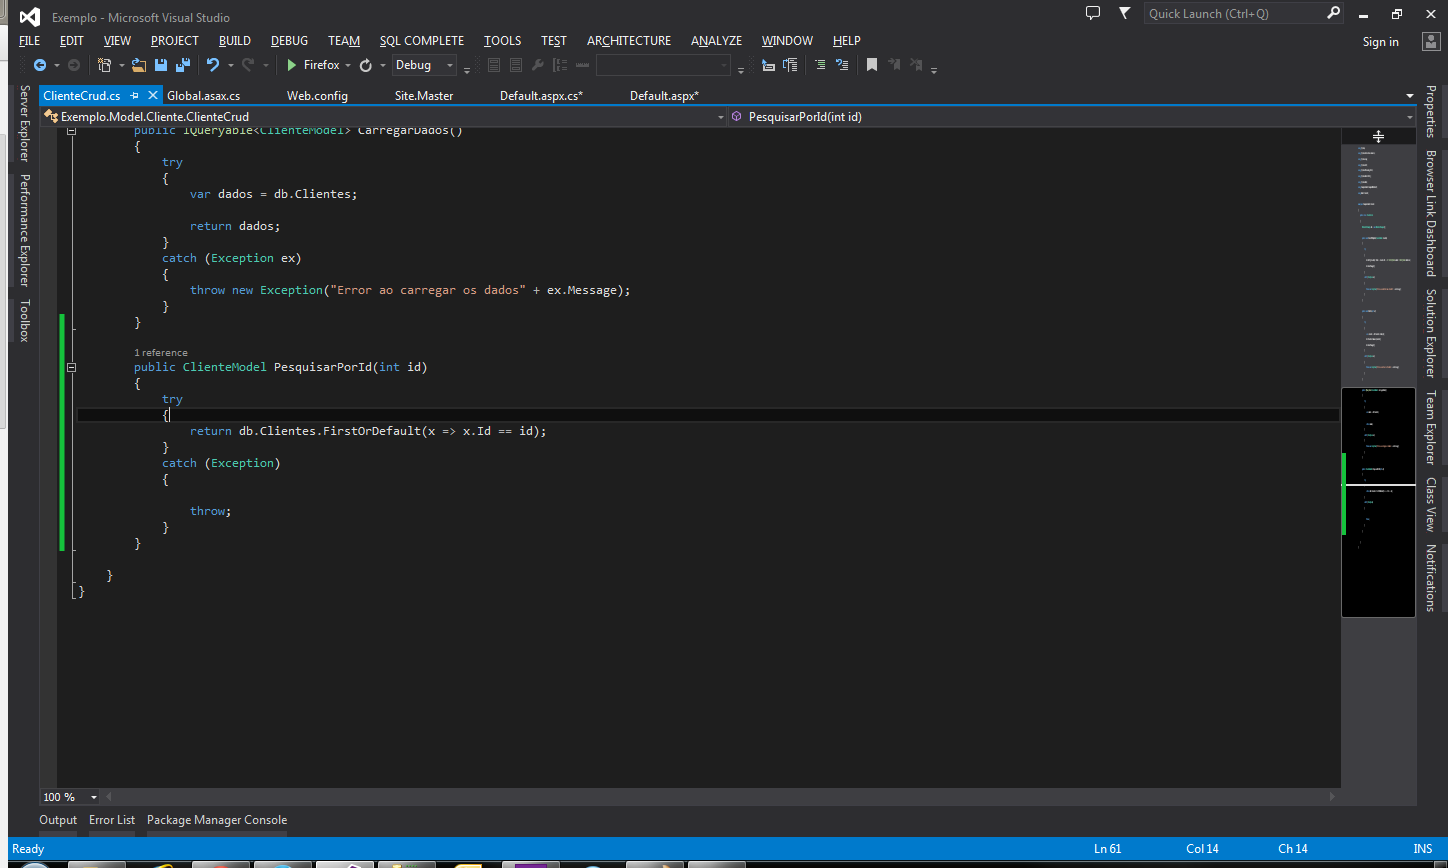 Exemplo - Microsoft Visual Studio
Quick Launch (Ctrl+Q)
FILE EDIT VIEW PROJECT BUILD DEBUG TEAM SQL COMPLETE TOOLS TEST ARCHITECTURE ANALYZE WINDOW HELP
Sign in
Firefox Debug
ClienteCrud.cs Global.asax.cs Web.config Site.Master Default.aspx.cs* Default.aspx*
Exemplo.Model.Cliente.ClienteCrud
PesquisarPorId(int id)
Server Explorer
Performance Explorer
Toolbox
public IQueryable<ClienteModel> CarregarDados()
{
try
{
var dados = db.Clientes;
return dados;
}
catch (Exception ex)
{
throw new Exception("Error ao carregar os dados" + ex.Message);
}
}
1 reference
public ClienteModel PesquisarPorId(int id)
{
try
{
return db.Clientes.FirstOrDefault(x => x.Id == id);
}
catch (Exception)
{
throw;
}
}
}
}
Properties
Browser Link Dashboard
Solution Explorer
Team Explorer
Class View
Notifications
100 %
Output Error List Package Manager Console
Ready
Ln 61 Col 14 Ch 14 INS